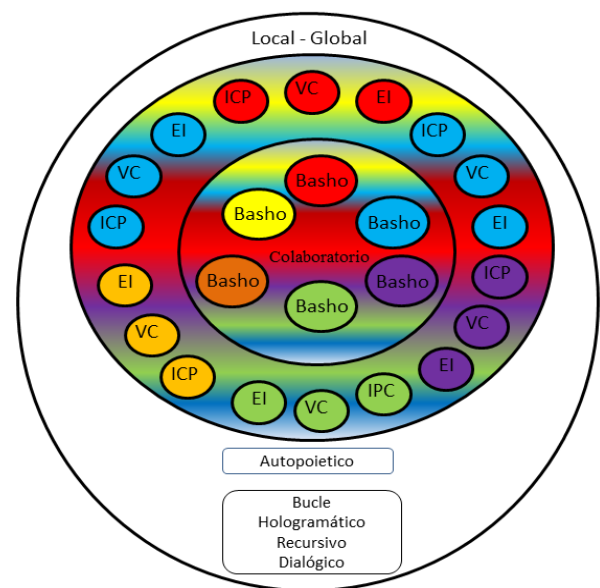 Local - Global
VC
ICP
EI
EI
ICP
VC
VC
ICP
EI
EI
ICP
VC
VC
ICP
EI
EI
VC
IPC
Basho
Basho
Basho
Colaboratorio
Basho
Basho
Basho
Autopoietico
Bucle
Hologramático
Recursivo
Dialógico